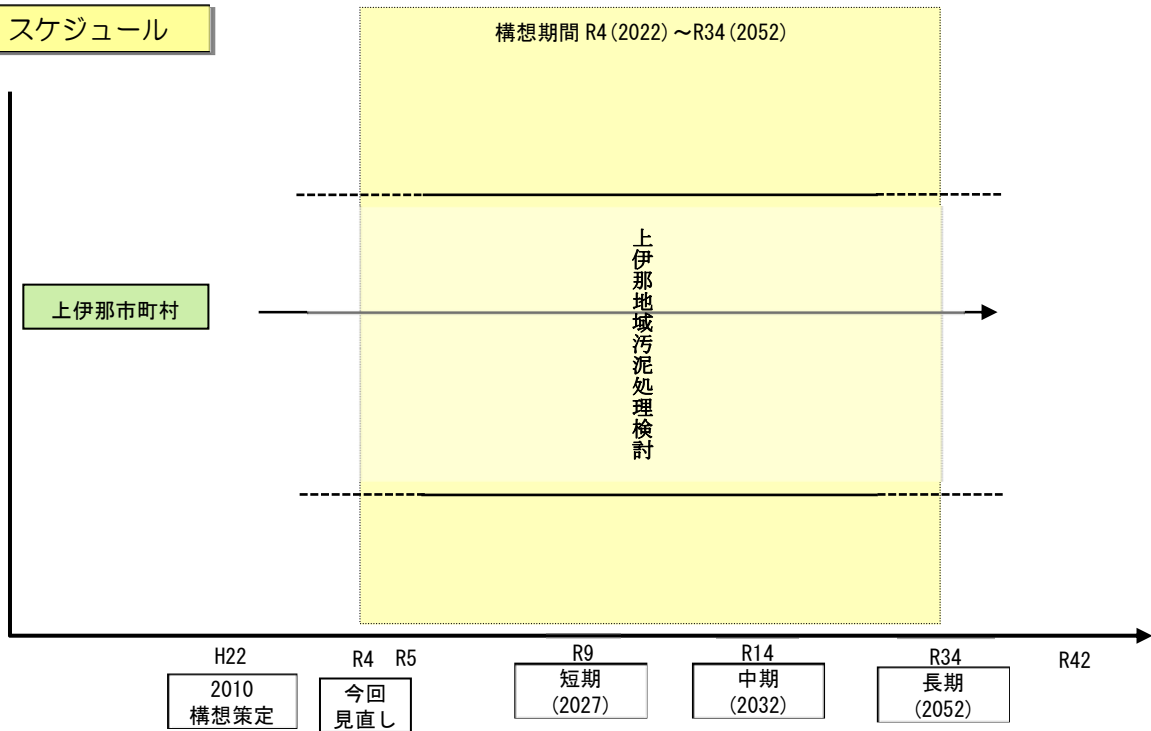 スケジュール
構想期間 R4(2022)～R34(2052)
上伊那市町村
上伊那地域汚泥処理検討
H22
2010
構想策定
R4
今回
見直し
R5
R9
短期
(2027)
R14
中期
(2032)
R34
長期
(2052)
R42